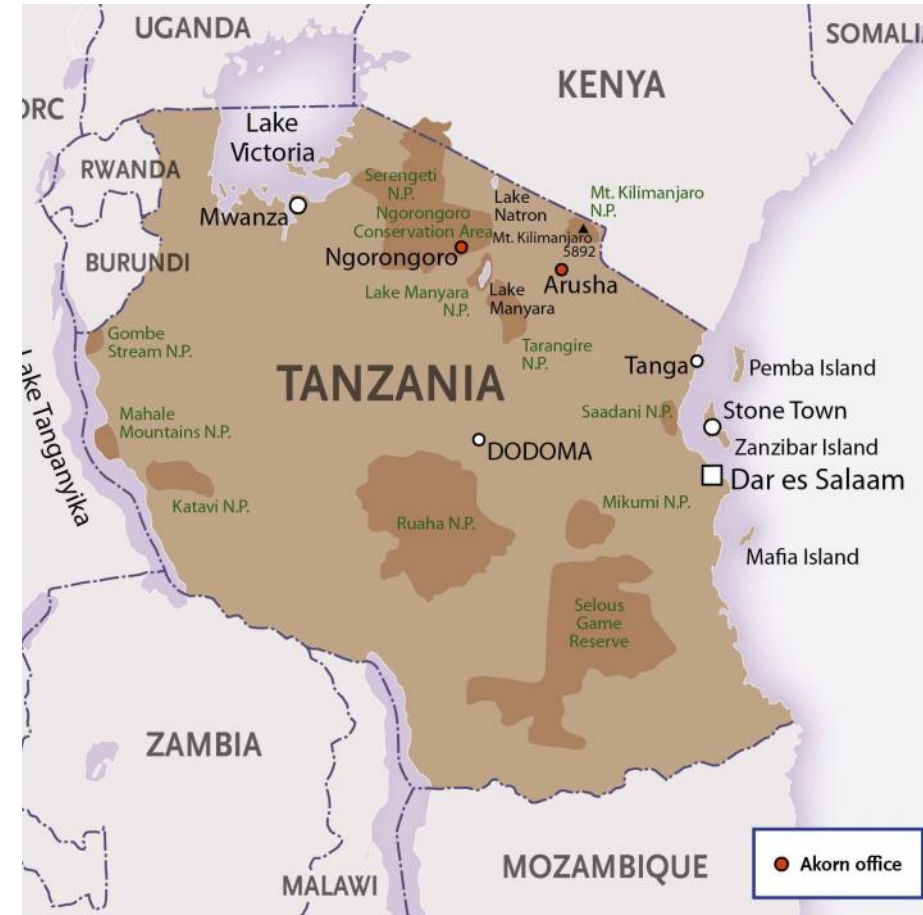 UGANDA
SOMALI
KENYA
DRC
Lake
Victoria
RWANDA
Serengeti
N.P.
Lake
Natron
Mt. Kilimanjaro
N.P.
Mwanza
Ngorongoro
Conservation Area
Mt. Kilimanjaro
5892
BURUNDI
Ngorongoro
Arusha
Lake Manyara
N.P.
Lake
Manyara
Gombe
Stream N.P.
Tarangire
N.P.
Tanga
Pemba Island
TANZANIA
Lake Tanganyika
Mahale
Mountains N.P.
Saadani N.P.
Stone Town
Zanzibar Island
DODOMA
Dar es Salaam
Katavi N.P.
Ruaha N.P.
Mikumi N.P.
Mafia Island
Selous
Game
Reserve
ZAMBIA
MALAWI
MOZAMBIQUE
Akorn office